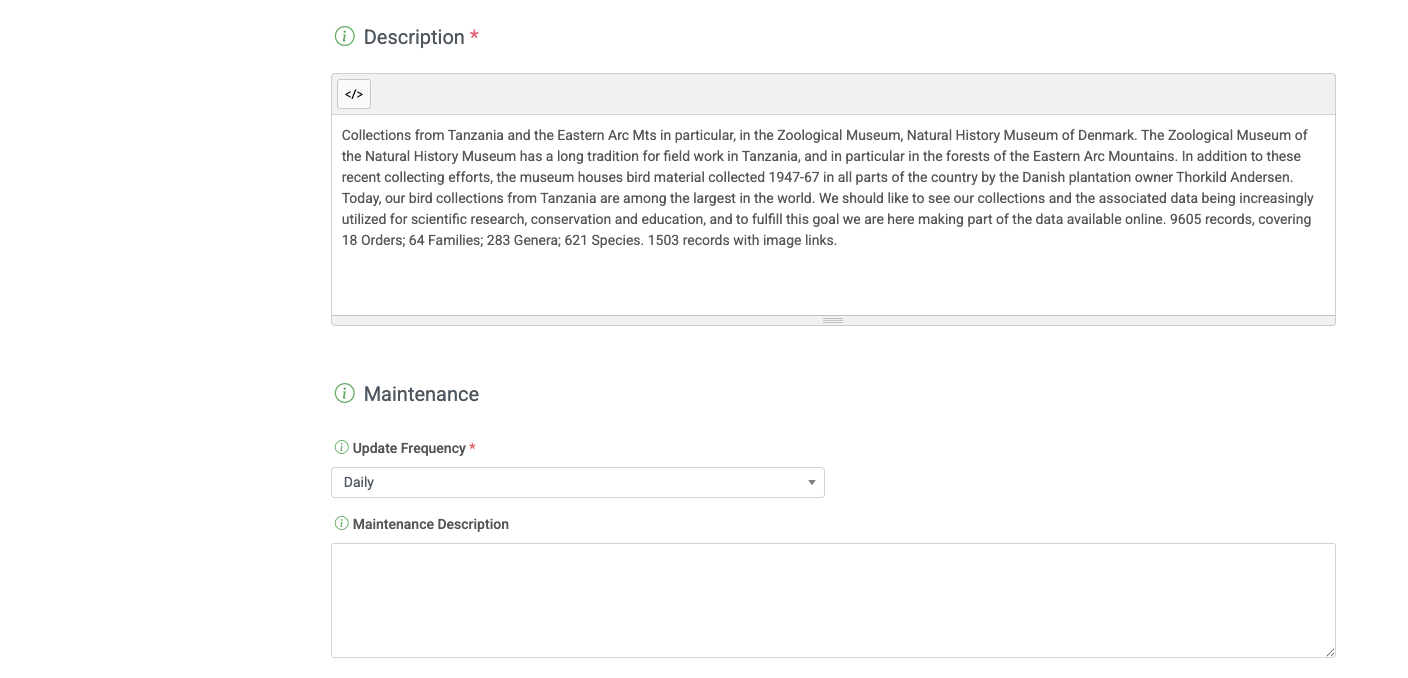 Description *
</>
Collections from Tanzania and the Eastern Arc Mts in particular, in the Zoological Museum, Natural History Museum of Denmark. The Zoological Museum of
the Natural History Museum has a long tradition for field work in Tanzania, and in particular in the forests of the Eastern Arc Mountains. In addition to these
recent collecting efforts, the museum houses bird material collected 1947-67 in all parts of the country by the Danish plantation owner Thorkild Andersen.
Today, our bird collections from Tanzania are among the largest in the world. We should like to see our collections and the associated data being increasingly
utilized for scientific research, conservation and education, and to fulfill this goal we are here making part of the data available online. 9605 records, covering
18 Orders; 64 Families; 283 Genera; 621 Species. 1503 records with image links.
Maintenance
Update Frequency *
Daily
Maintenance Description